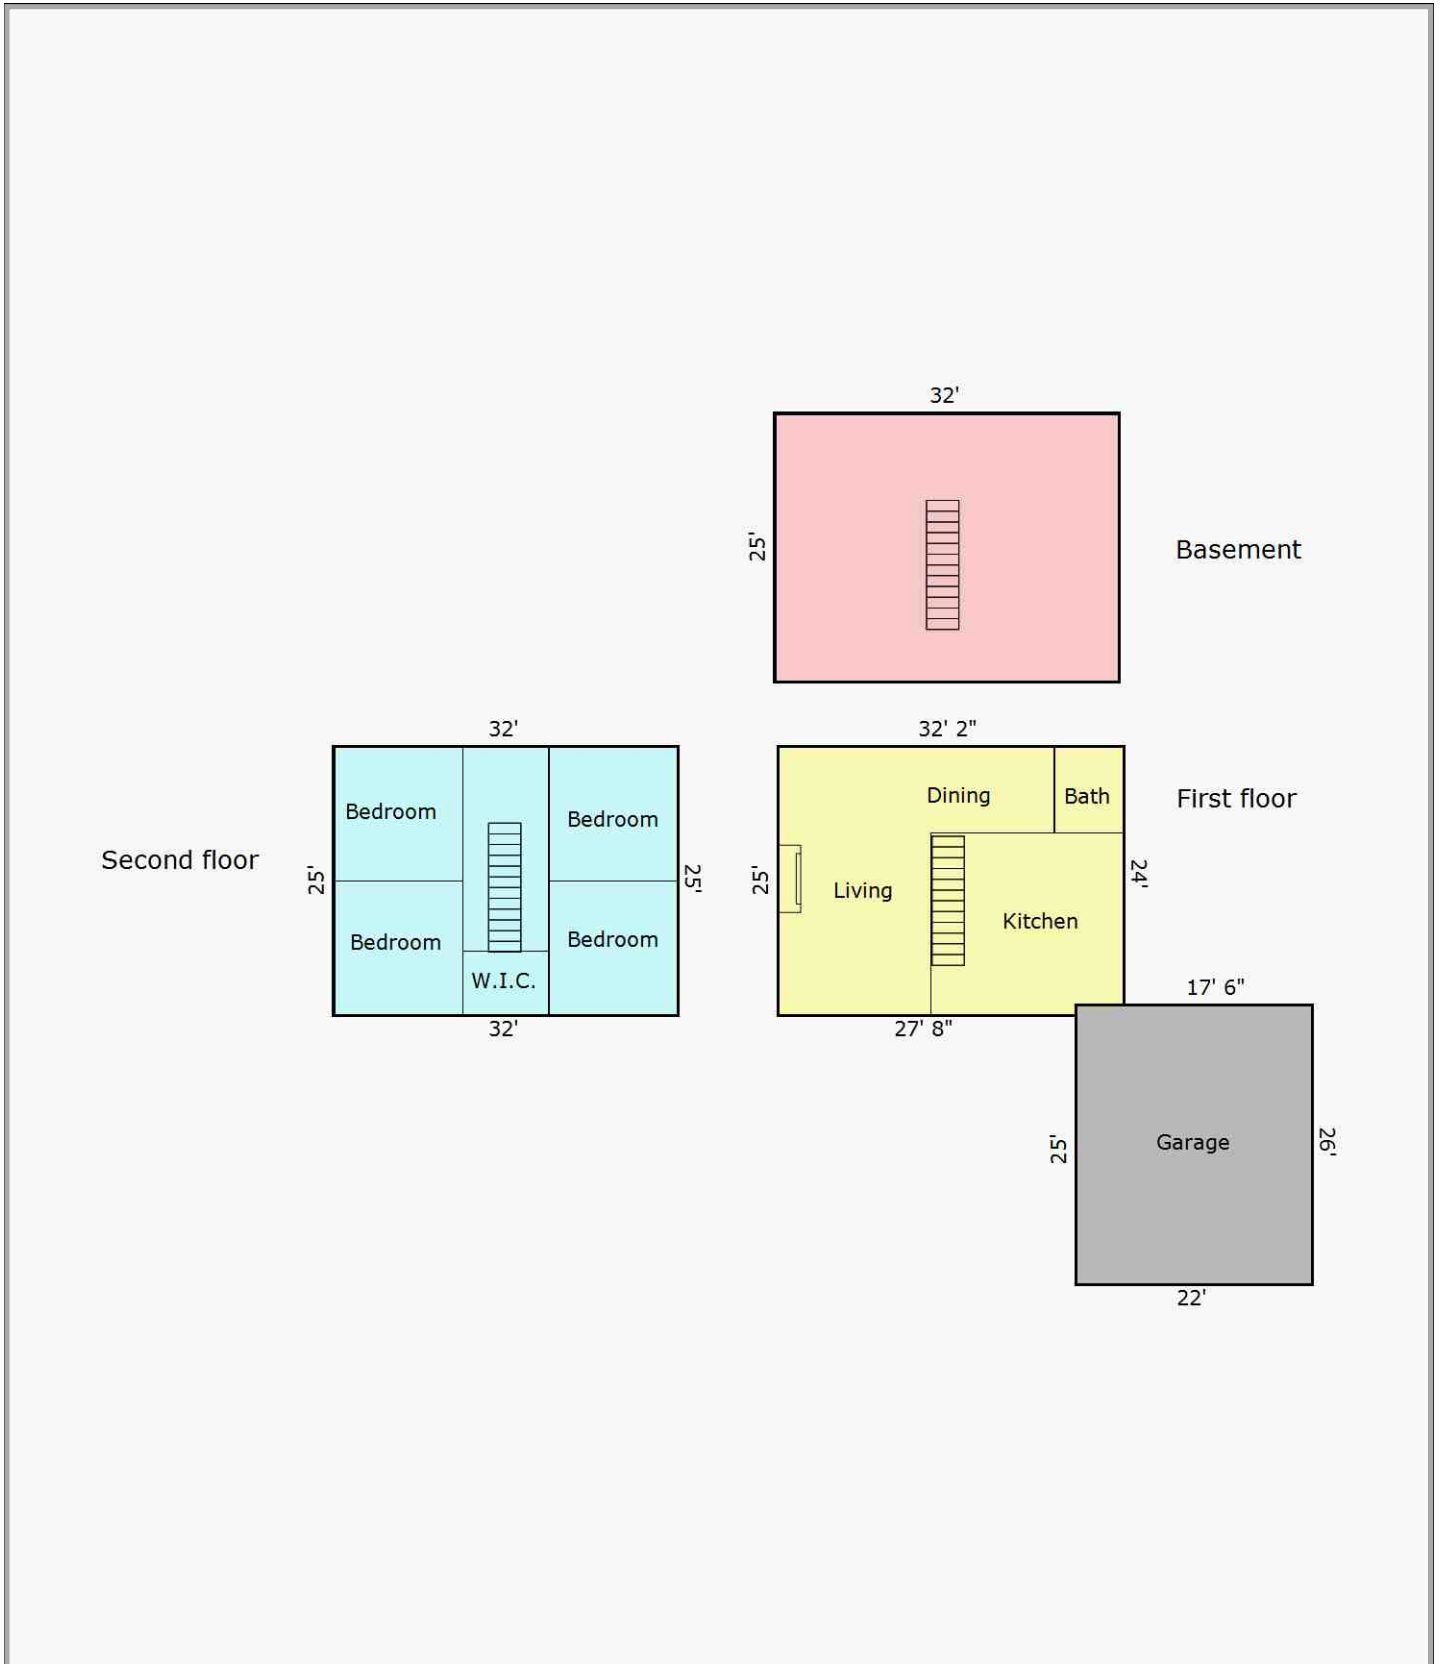 32'
25'
Basement
32'
32' 2"
Bedroom
Bedroom
Dining
Bath
First floor
Second floor
25'
25'
25'
Living
24'
Kitchen
Bedroom
Bedroom
W.I.C.
17' 6"
32'
27' 8"
25'
Garage
26'
22'